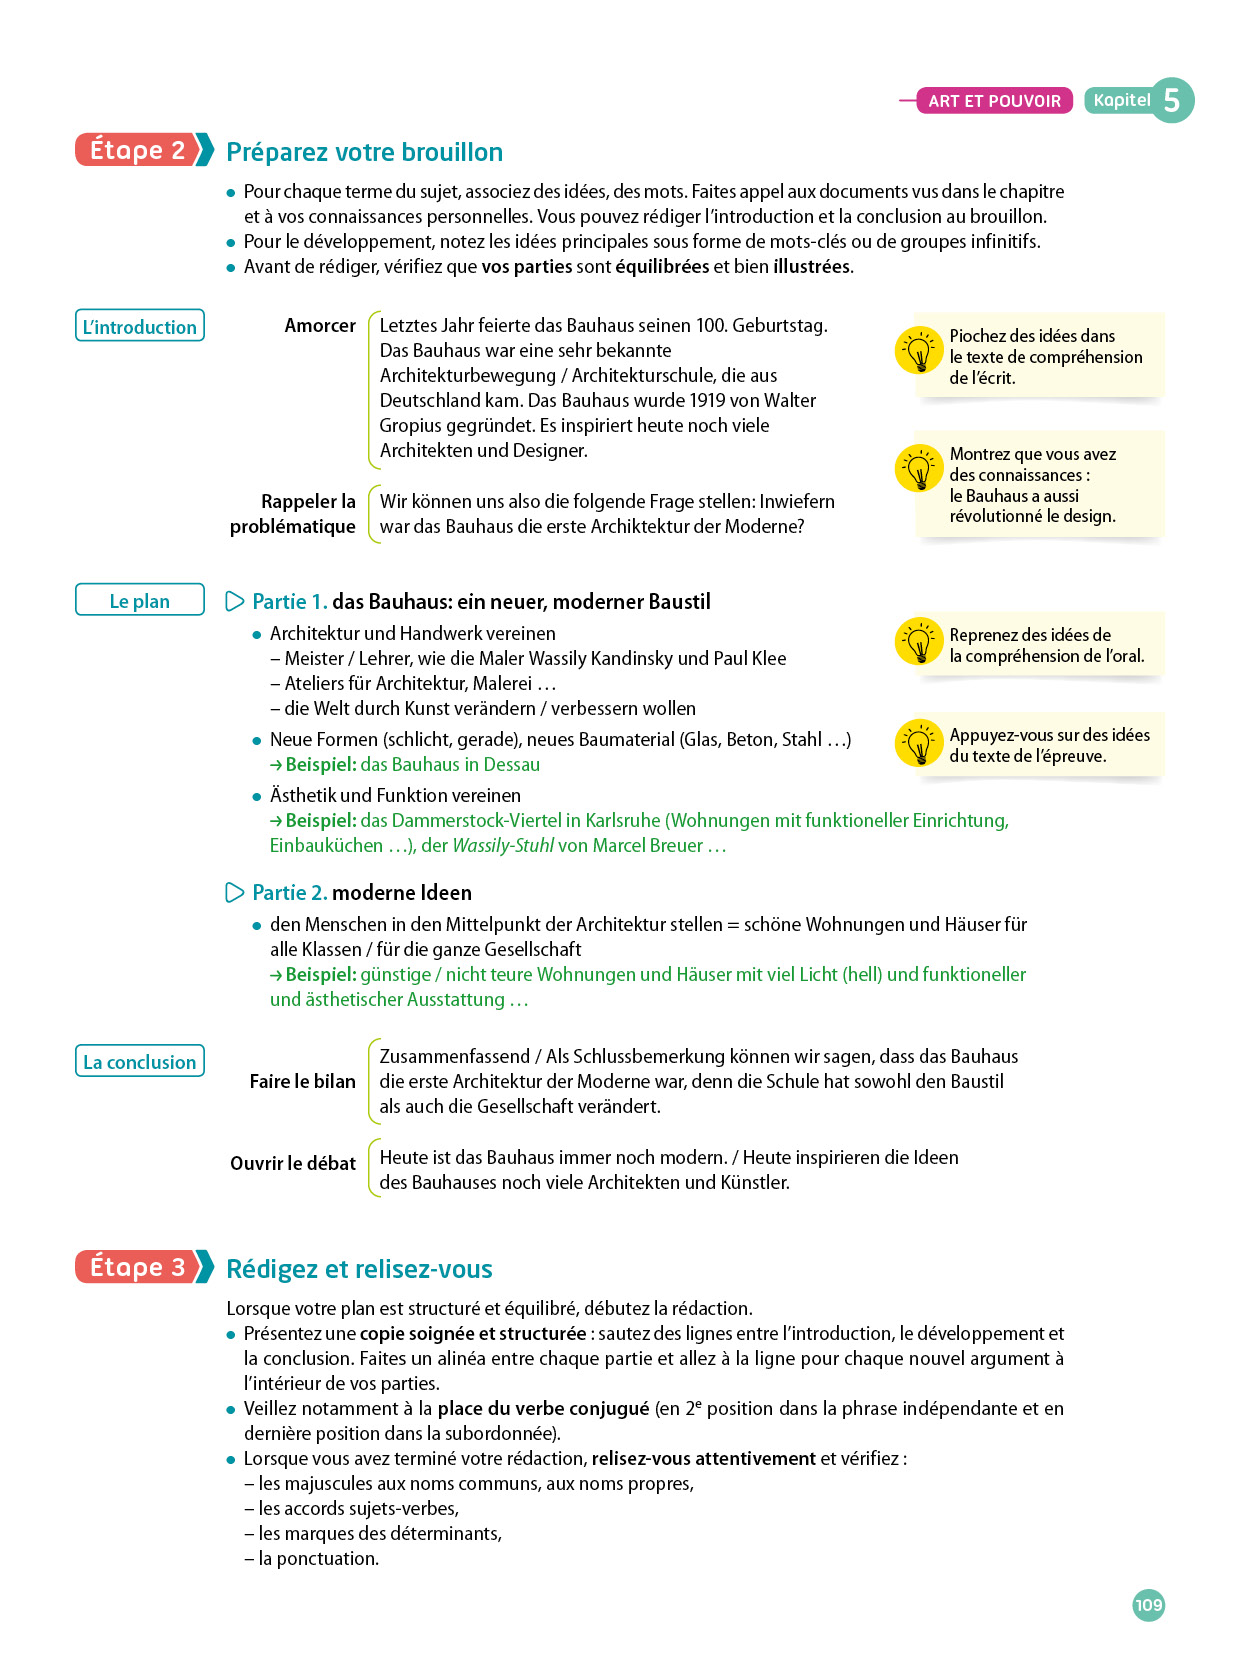 ART ET POUVOIR Kapitel 5
Étape 2 Préparez votre brouillon
• Pour chaque terme du sujet, associez des idées, des mots. Faites appel aux documents vus dans le chapitre
et à vos connaissances personnelles. Vous pouvez rédiger l'introduction et la conclusion au brouillon.
• Pour le développement, notez les idées principales sous forme de mots-clés ou de groupes infinitifs.
• Avant de rédiger, vérifiez que vos parties sont équilibrées et bien illustrées.
L'introduction
Amorcer
Letztes Jahr feierte das Bauhaus seinen 100. Geburtstag.
Das Bauhaus war eine sehr bekannte
Architekturbewegung / Architekturschule, die aus
Deutschland kam. Das Bauhaus wurde 1919 von Walter
Gropius gegründet. Es inspiriert heute noch viele
Architekten und Designer.
Piochez des idées dans
le texte de compréhension
de l'écrit.
Montrez que vous avez
des connaissances :
le Bauhaus a aussi
révolutionné le design.
Rappeler la
problématique
Wir können uns also die folgende Frage stellen: Inwiefern
war das Bauhaus die erste Archiktektur der Moderne?
Le plan
Partie 1. das Bauhaus: ein neuer, moderner Baustil
• Architektur und Handwerk vereinen
– Meister / Lehrer, wie die Maler Wassily Kandinsky und Paul Klee
– Ateliers für Architektur, Malerei …
– die Welt durch Kunst verändern / verbessern wollen
• Neue Formen (schlicht, gerade), neues Baumaterial (Glas, Beton, Stahl …)
→ Beispiel: das Bauhaus in Dessau
• Ästhetik und Funktion vereinen
→ Beispiel: das Dammerstock-Viertel in Karlsruhe (Wohnungen mit funktioneller Einrichtung,
Einbauküchen …), der Wassily-Stuhl von Marcel Breuer …
Reprenez des idées de
la compréhension de l'oral.
Appuyez-vous sur des idées
du texte de l'épreuve.
Partie 2. moderne Ideen
• den Menschen in den Mittelpunkt der Architektur stellen = schöne Wohnungen und Häuser für
alle Klassen / für die ganze Gesellschaft
→ Beispiel: günstige / nicht teure Wohnungen und Häuser mit viel Licht (hell) und funktioneller
und ästhetischer Ausstattung …
La conclusion
Faire le bilan
Zusammenfassend / Als Schlussbemerkung können wir sagen, dass das Bauhaus
die erste Architektur der Moderne war, denn die Schule hat sowohl den Baustil
als auch die Gesellschaft verändert.
Ouvrir le débat
Heute ist das Bauhaus immer noch modern. / Heute inspirieren die Ideen
des Bauhauses noch viele Architekten und Künstler.
Étape 3 Rédigez et relisez-vous
Lorsque votre plan est structuré et équilibré, débutez la rédaction.
• Présentez une copie soignée et structurée : sautez des lignes entre l'introduction, le développement et
la conclusion. Faites un alinéa entre chaque partie et allez à la ligne pour chaque nouvel argument à
l'intérieur de vos parties.
• Veillez notamment à la place du verbe conjugué (en 2e position dans la phrase indépendante et en
dernière position dans la subordonnée).
• Lorsque vous avez terminé votre rédaction, relisez-vous attentivement et vérifiez :
– les majuscules aux noms communs, aux noms propres,
– les accords sujets-verbes,
– les marques des déterminants,
– la ponctuation.
109